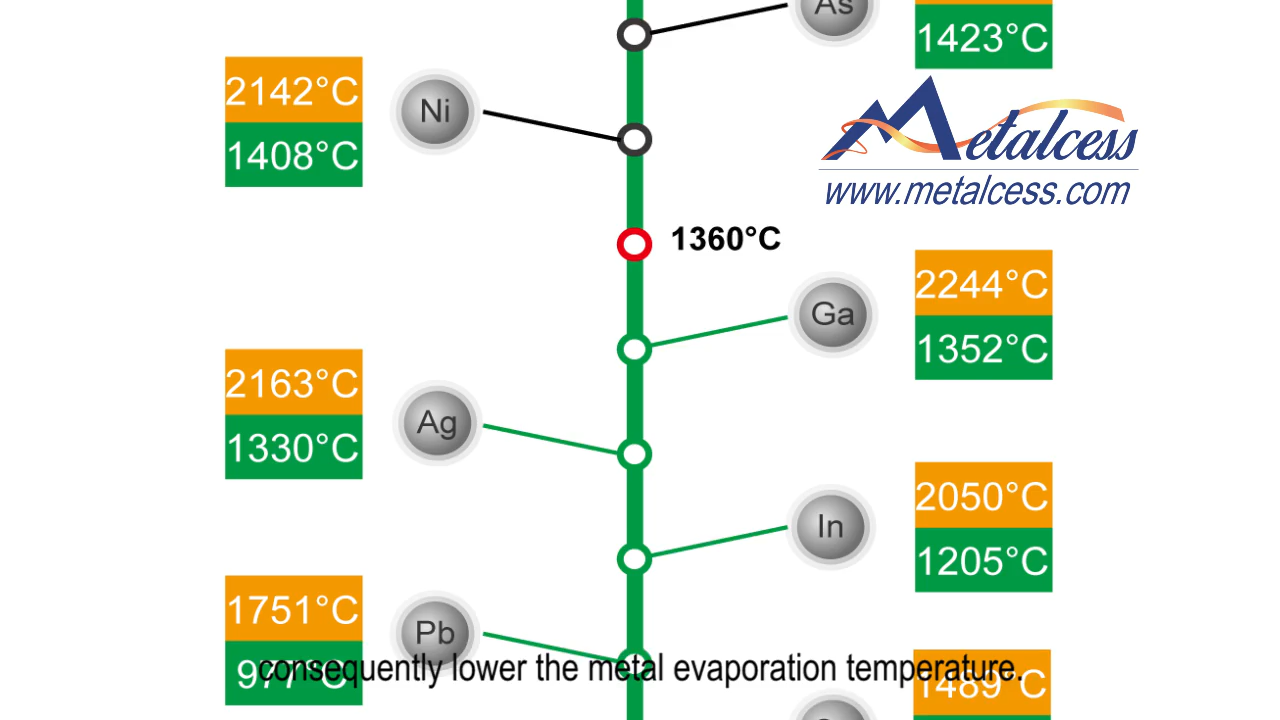 As
1423°C
2142°C
1408°C
Ni
Metalcess
www.metalcess.com
1360°C
2244°C
1352°C
Ga
2163°C
1330°C
Ag
2050°C
1205°C
In
1751°C
977°C
Pb
consequently lower the metal evaporation temperature.
1489°C